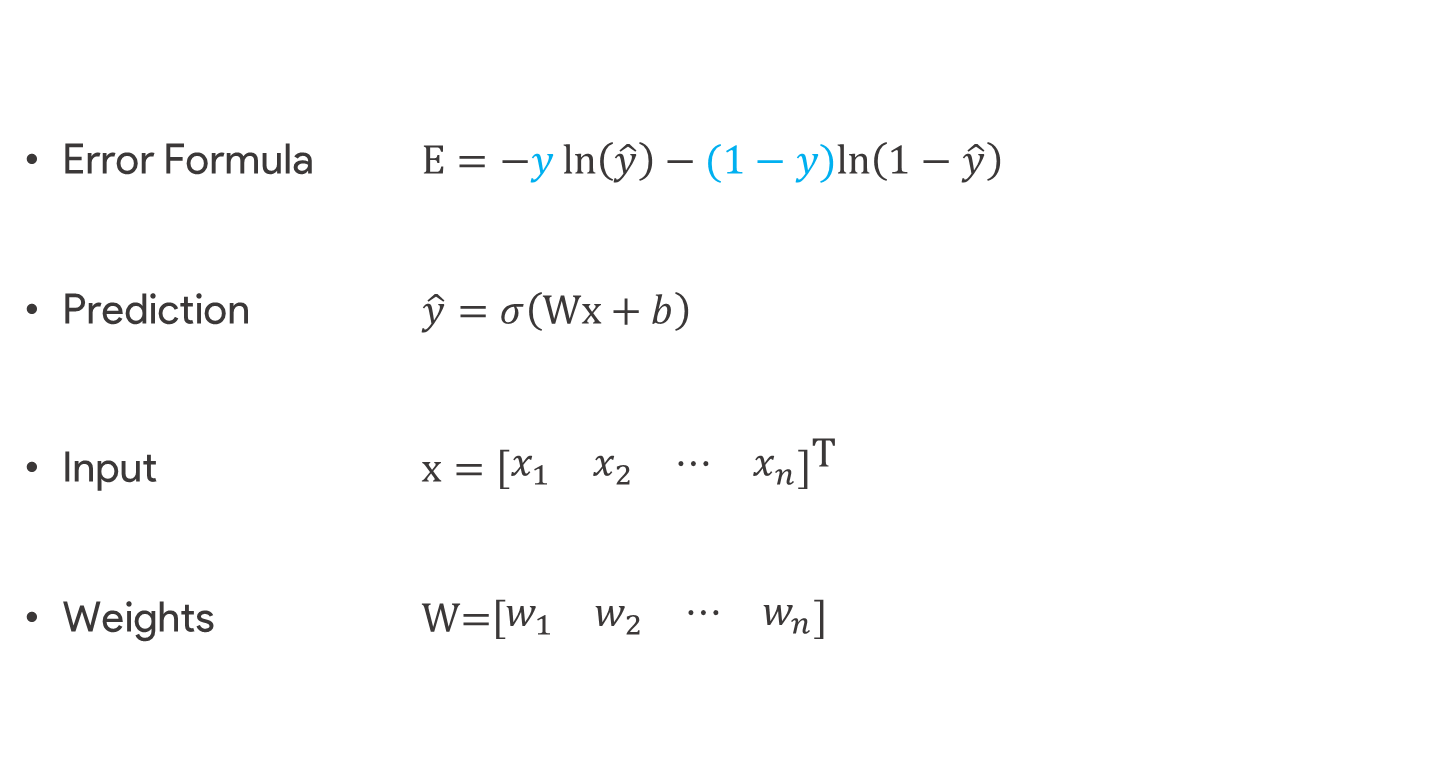 • Error Formula E = −y ln(ŷ) − (1 − y)ln(1 − ŷ)
• Prediction ŷ = σ(Wx + b)
• Input x = [x₁ x₂ ⋯ xₙ]ᵀ
• Weights W=[w₁ w₂ ⋯ wₙ]